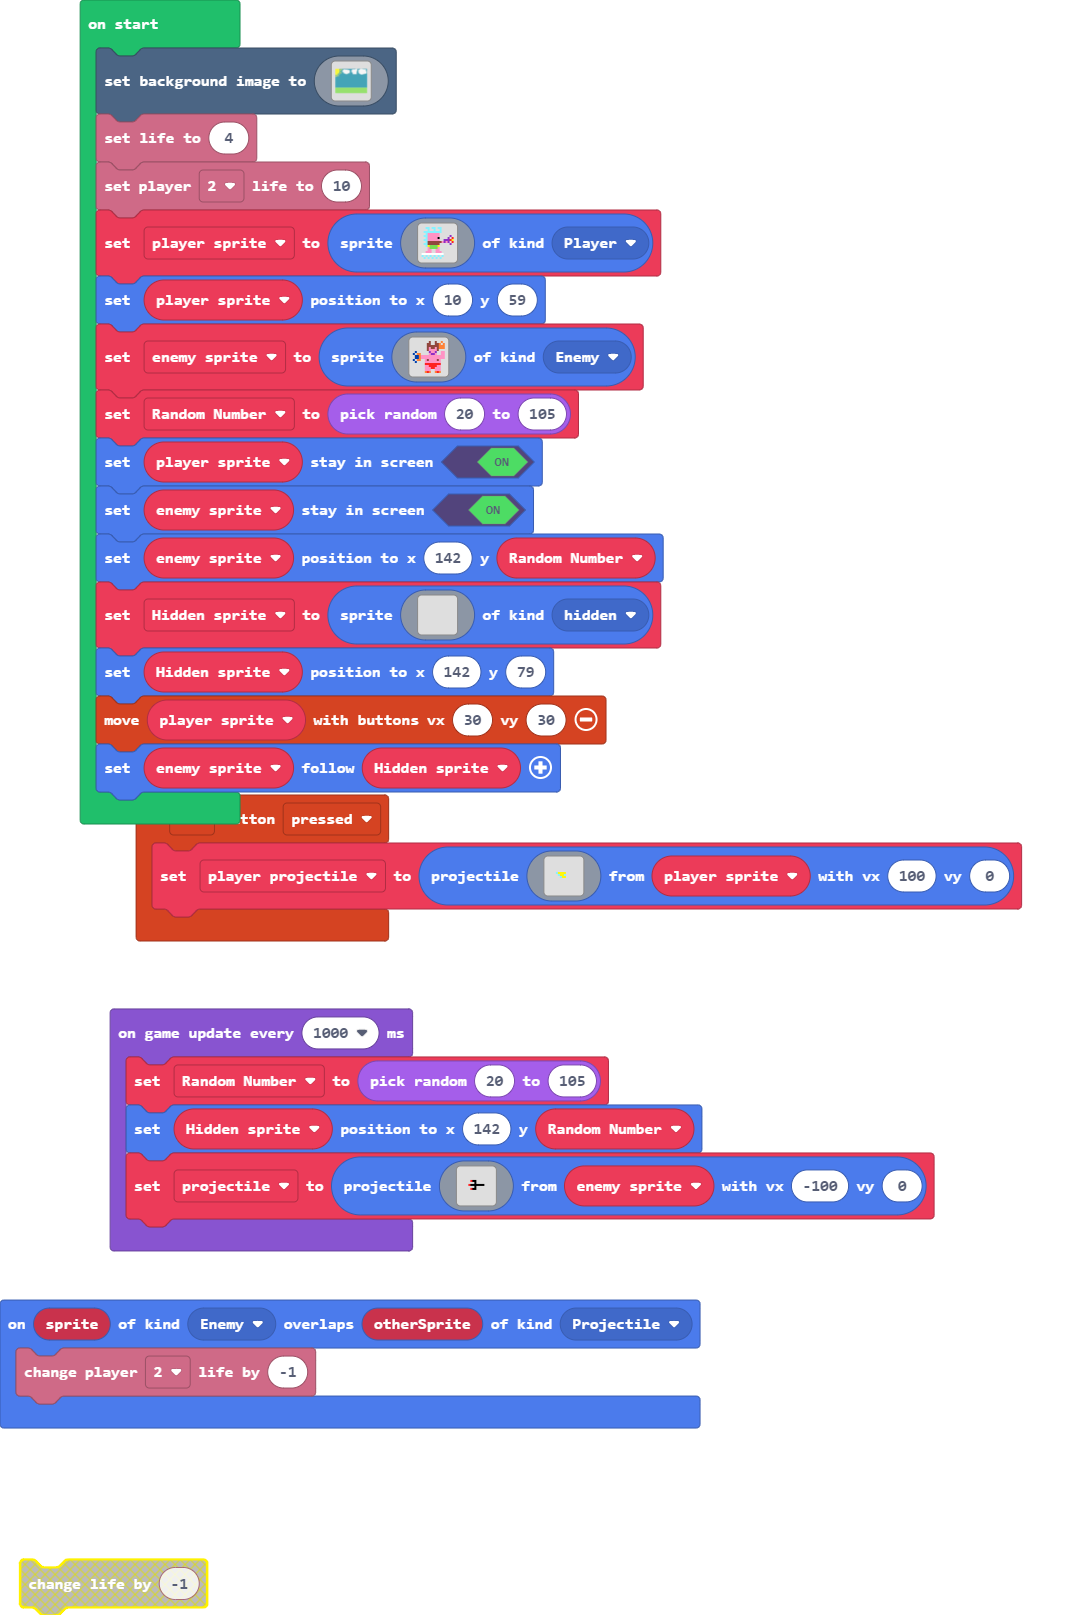 on start
set background image to
set life to 4
set player 2 life to 10
set player sprite to sprite of kind Player
set player sprite position to x 10 y 59
set enemy sprite to sprite of kind Enemy
set Random Number to pick random 20 to 105
set player sprite stay in screen ON
set enemy sprite stay in screen ON
set enemy sprite position to x 142 y Random Number
set Hidden sprite to sprite of kind hidden
set Hidden sprite position to x 142 y 79
move player sprite with buttons vx 30 vy 30
set enemy sprite follow Hidden sprite
tton pressed
set player projectile to projectile from player sprite with vx 100 vy 0
on game update every 1000 ms
set Random Number to pick random 20 to 105
set Hidden sprite position to x 142 y Random Number
set projectile to projectile from enemy sprite with vx -100 vy 0
on sprite of kind Enemy overlaps otherSprite of kind Projectile
change player 2 life by -1
change life by -1